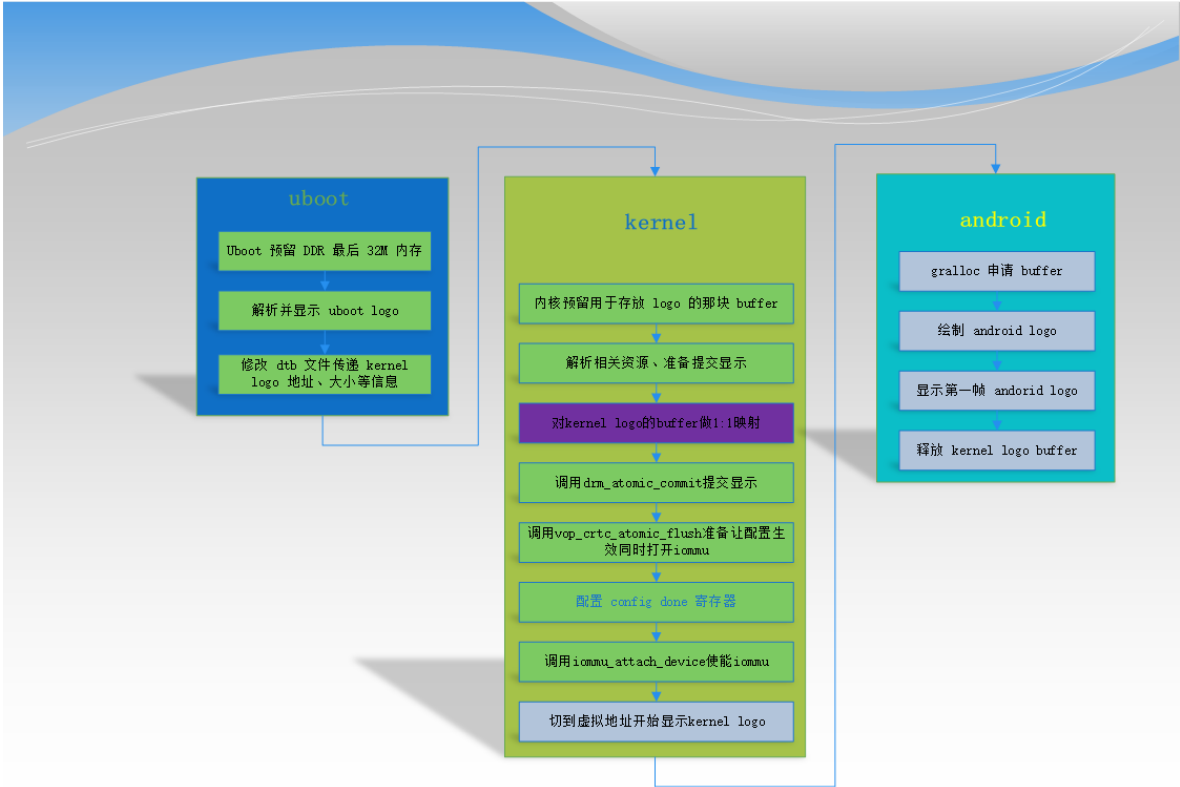 uboot
Uboot 预留 DDR 最后 32M 内存
解析并显示 uboot logo
修改 dtb 文件传递 kernel
logo 地址、大小等信息
kernel
内核预留用于存放 logo 的那块 buffer
解析相关资源、准备提交显示
对kernel logo的buffer做1:1映射
调用drm_atomic_commit提交显示
调用vop_crtc_atomic_flush准备让配置生
效同时打开iommu
配置 config done 寄存器
调用iommu_attach_device使能iommu
切到虚拟地址开始显示kernel logo
android
gralloc 申请 buffer
绘制 android logo
显示第一帧 andorid logo
释放 kernel logo buffer